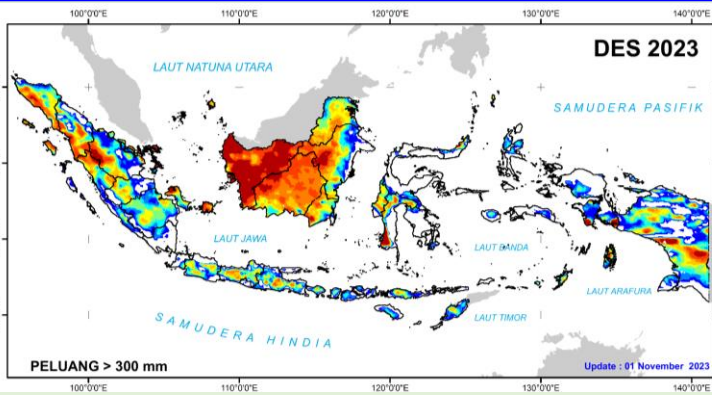 100°0'0"E 110°0'0"E 120°0'0"E 130°0'0"E 140°0'0"E
DES 2023
LAUT NATUNA UTARA
SAMUDERA PASIFIK
LAUT JAWA
LAUT BANDA
LAUT ARAFURA
LAUT TIMOR
SAMUDERA HINDIA
PELUANG > 300 mm
Update : 01 November 2023
100°0'0"E 110°0'0"E 120°0'0"E 130°0'0"E 140°0'0"E